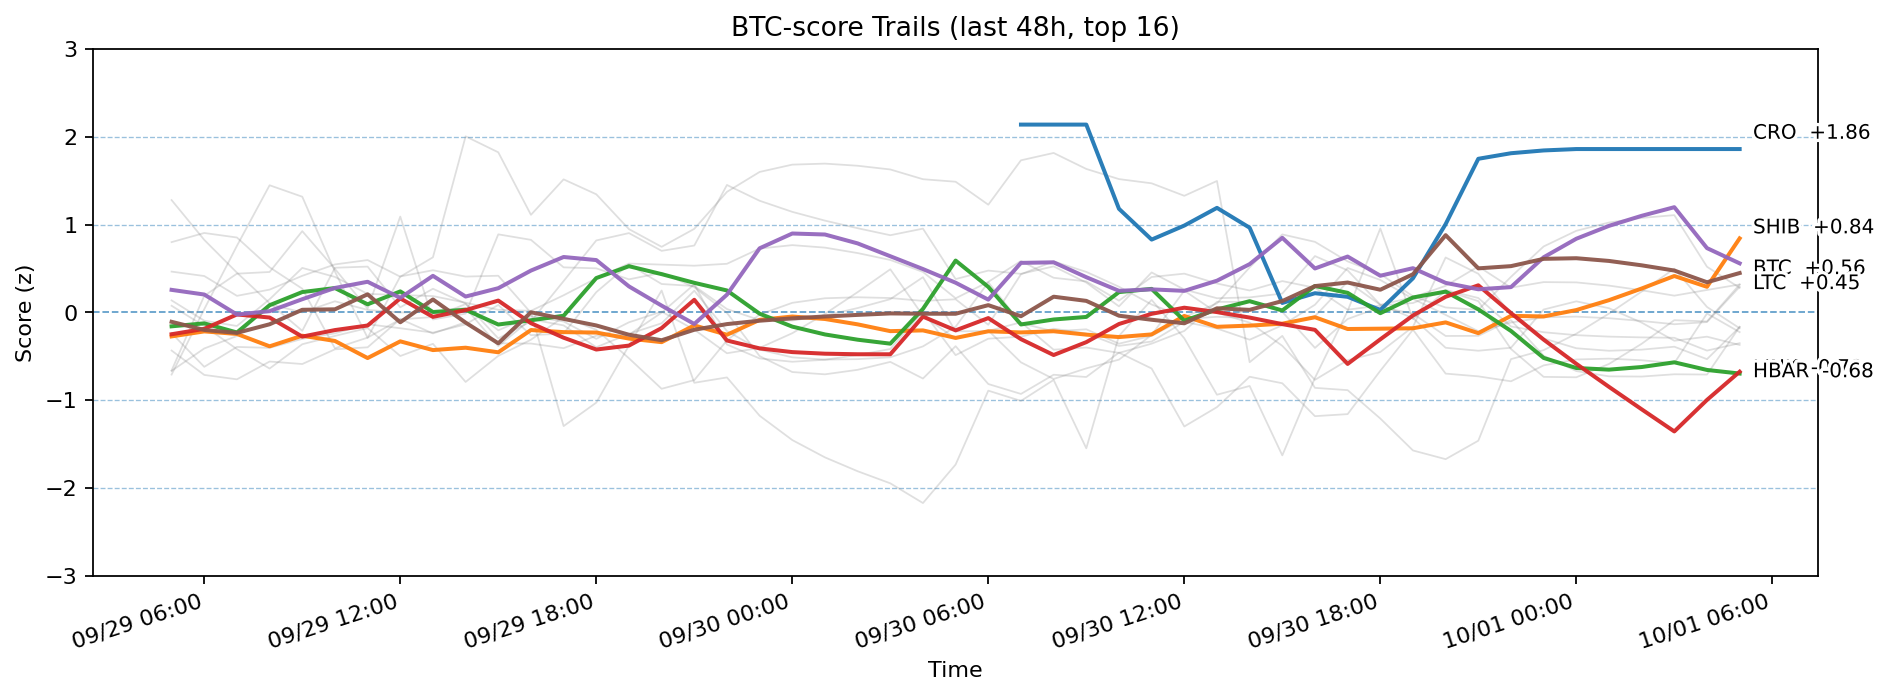 BTC-score Trails (last 48h, top 16)
3
2
1
0
−1
−2
−3
Score (z)
CRO +1.86
SHIB +0.84
BTC +0.56
LTC +0.45
HBAR -0.68
09/29 06:00
09/29 12:00
09/29 18:00
09/30 00:00
09/30 06:00
09/30 12:00
09/30 18:00
10/01 00:00
10/01 06:00
Time